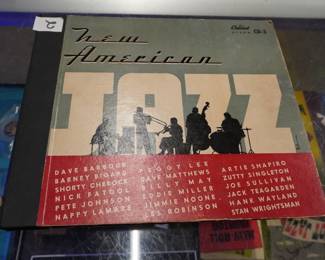 2
Capitol
CD-3
New
American
JAZZ
DAVE BARBOUR PEGGY LEE ARTIE SHAPIRO
BARNEY BIGARD DAVE MATTHEWS ZUTTY SINGLETON
SHORTY CHEROCK BILLY MAY JOE SULLIVAN
NICK FATOOL EDDIE MILLER JACK TEAGARDEN
PETE JOHNSON JIMMIE NOONE HANK WAYLAND
NAPPY LAMARE LES ROBINSON STAN WRIGHTSMAN